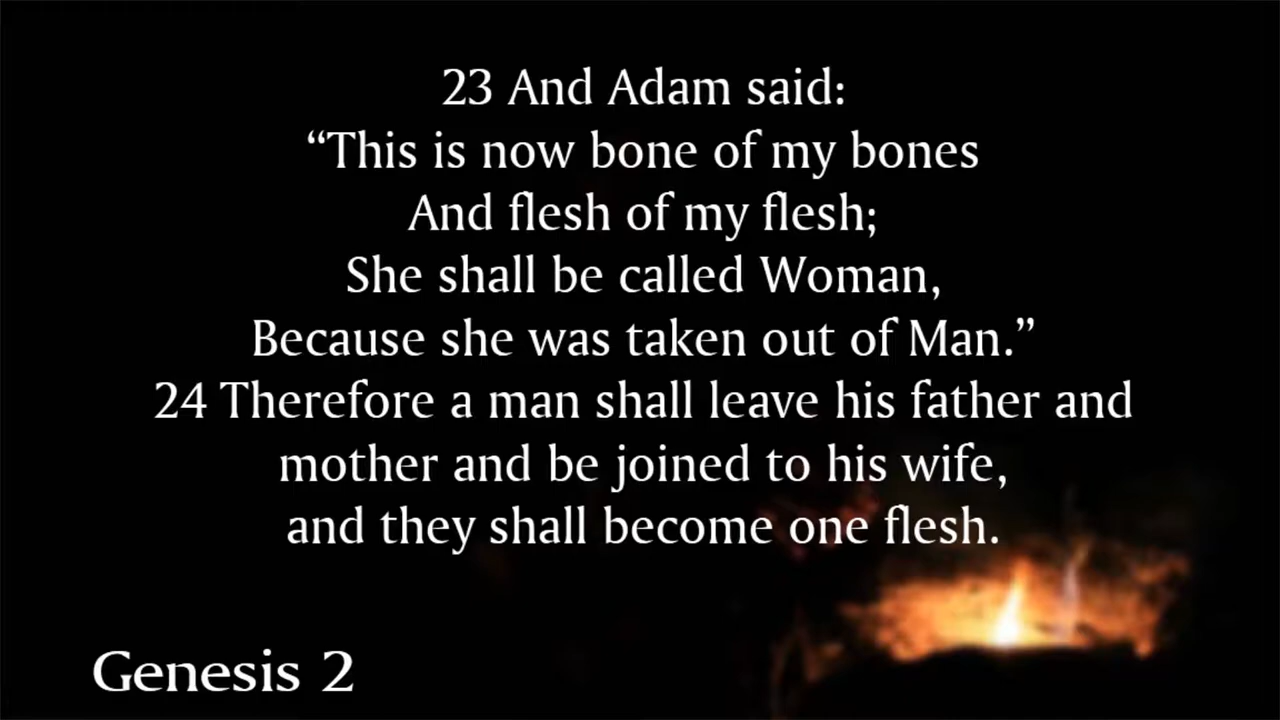 23 And Adam said:
“This is now bone of my bones
And flesh of my flesh;
She shall be called Woman,
Because she was taken out of Man.”
24 Therefore a man shall leave his father and
mother and be joined to his wife,
and they shall become one flesh.
Genesis 2